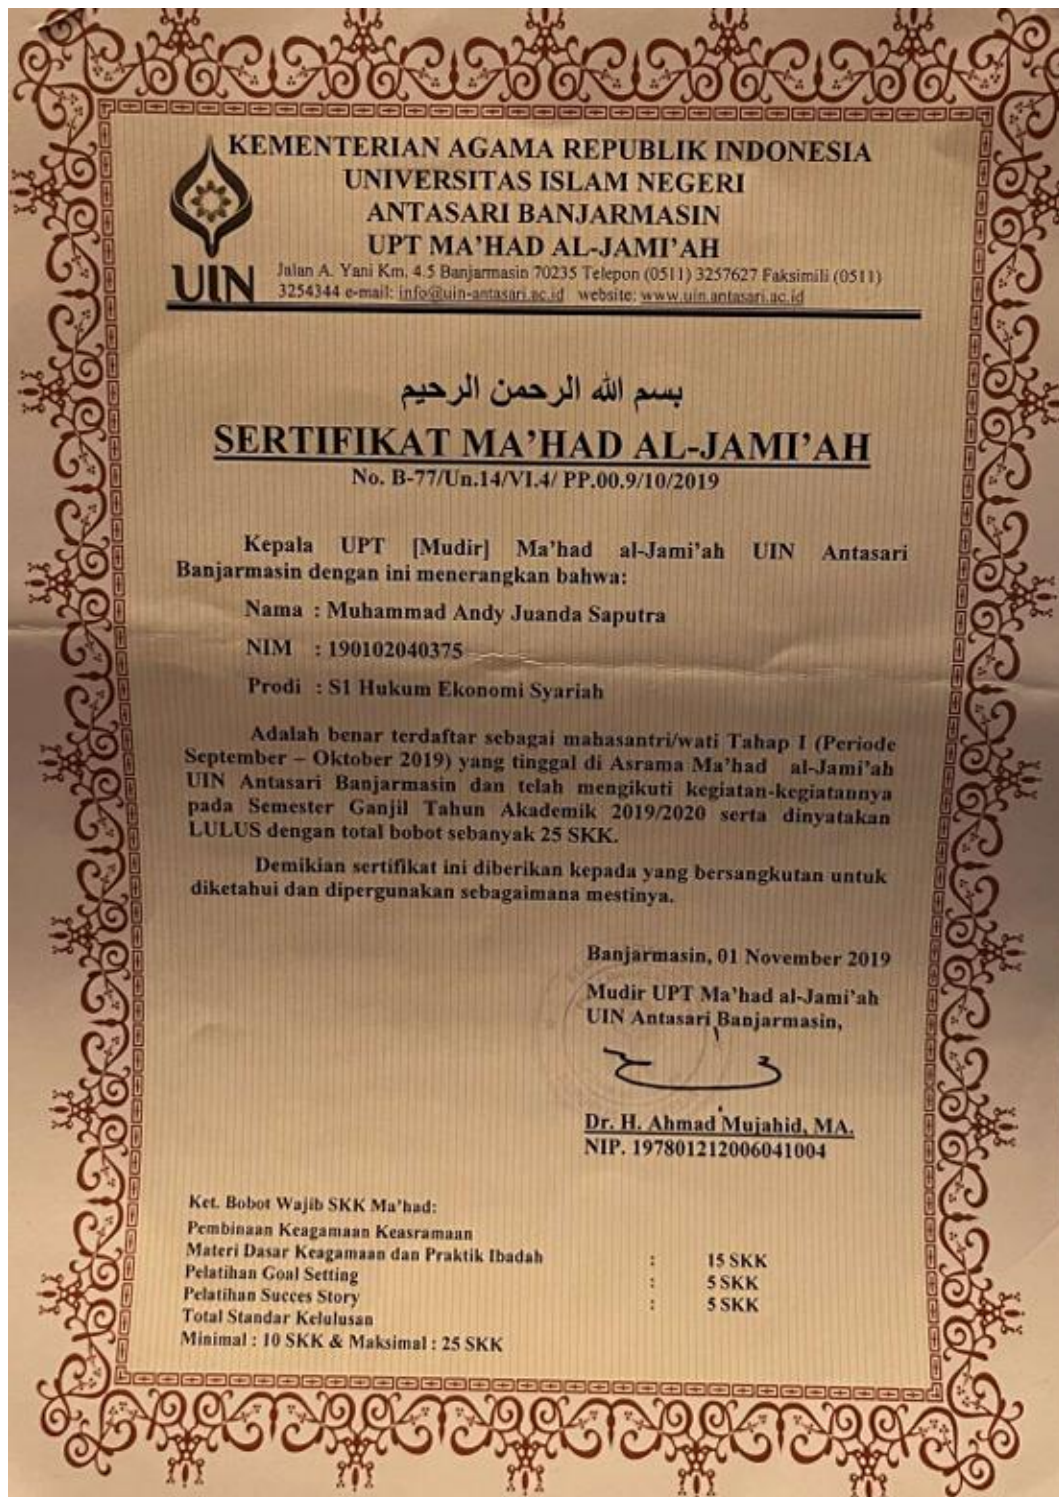 KEMENTERIAN AGAMA REPUBLIK INDONESIA
UNIVERSITAS ISLAM NEGERI
ANTASARI BANJARMASIN
UPT MA'HAD AL-JAMI'AH
UIN
Jalan A. Yani Km. 4.5 Banjarmasin 70235 Telepon (0511) 3257627 Faksimili (0511)
3254344 e-mail: info@uin-antasari.ac.id website: www.uin.antasari.ac.id
بسم الله الرحمن الرحيم
SERTIFIKAT MA'HAD AL-JAMI'AH
No. B-77/Un.14/VI.4/ PP.00.9/10/2019
Kepala UPT [Mudir] Ma'had al-Jami'ah UIN Antasari
Banjarmasin dengan ini menerangkan bahwa:
Nama : Muhammad Andy Juanda Saputra
NIM : 190102040375
Prodi : S1 Hukum Ekonomi Syariah
Adalah benar terdaftar sebagai mahasantri/wati Tahap I (Periode
September – Oktober 2019) yang tinggal di Asrama Ma'had al-Jami'ah
UIN Antasari Banjarmasin dan telah mengikuti kegiatan-kegiatannya
pada Semester Ganjil Tahun Akademik 2019/2020 serta dinyatakan
LULUS dengan total bobot sebanyak 25 SKK.
Demikian sertifikat ini diberikan kepada yang bersangkutan untuk
diketahui dan dipergunakan sebagaimana mestinya.
Banjarmasin, 01 November 2019
Mudir UPT Ma'had al-Jami'ah
UIN Antasari Banjarmasin,
Dr. H. Ahmad Mujahid, MA.
NIP. 197801212006041004
Ket. Bobot Wajib SKK Ma'had:
Pembinaan Keagamaan Keasramaan
Materi Dasar Keagamaan dan Praktik Ibadah : 15 SKK
Pelatihan Goal Setting : 5 SKK
Pelatihan Succes Story : 5 SKK
Total Standar Kelulusan
Minimal : 10 SKK & Maksimal : 25 SKK